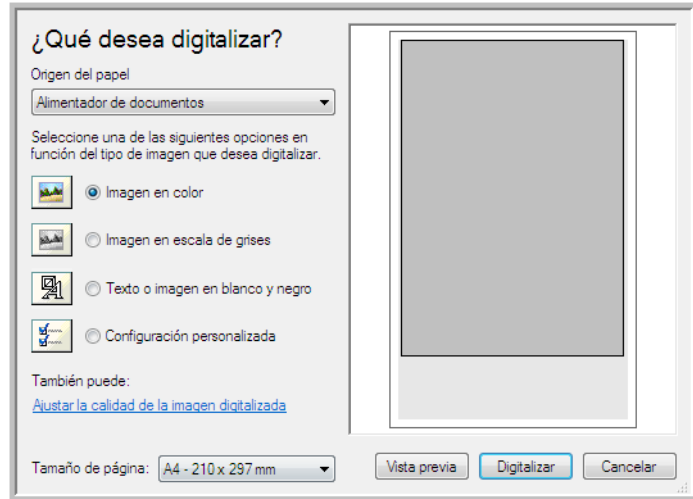 ¿Qué desea digitalizar?
Origen del papel
Alimentador de documentos
Seleccione una de las siguientes opciones en
función del tipo de imagen que desea digitalizar.
Imagen en color
Imagen en escala de grises
Texto o imagen en blanco y negro
Configuración personalizada
También puede:
Ajustar la calidad de la imagen digitalizada
Tamaño de página: A4 - 210 x 297 mm
Vista previa Digitalizar Cancelar